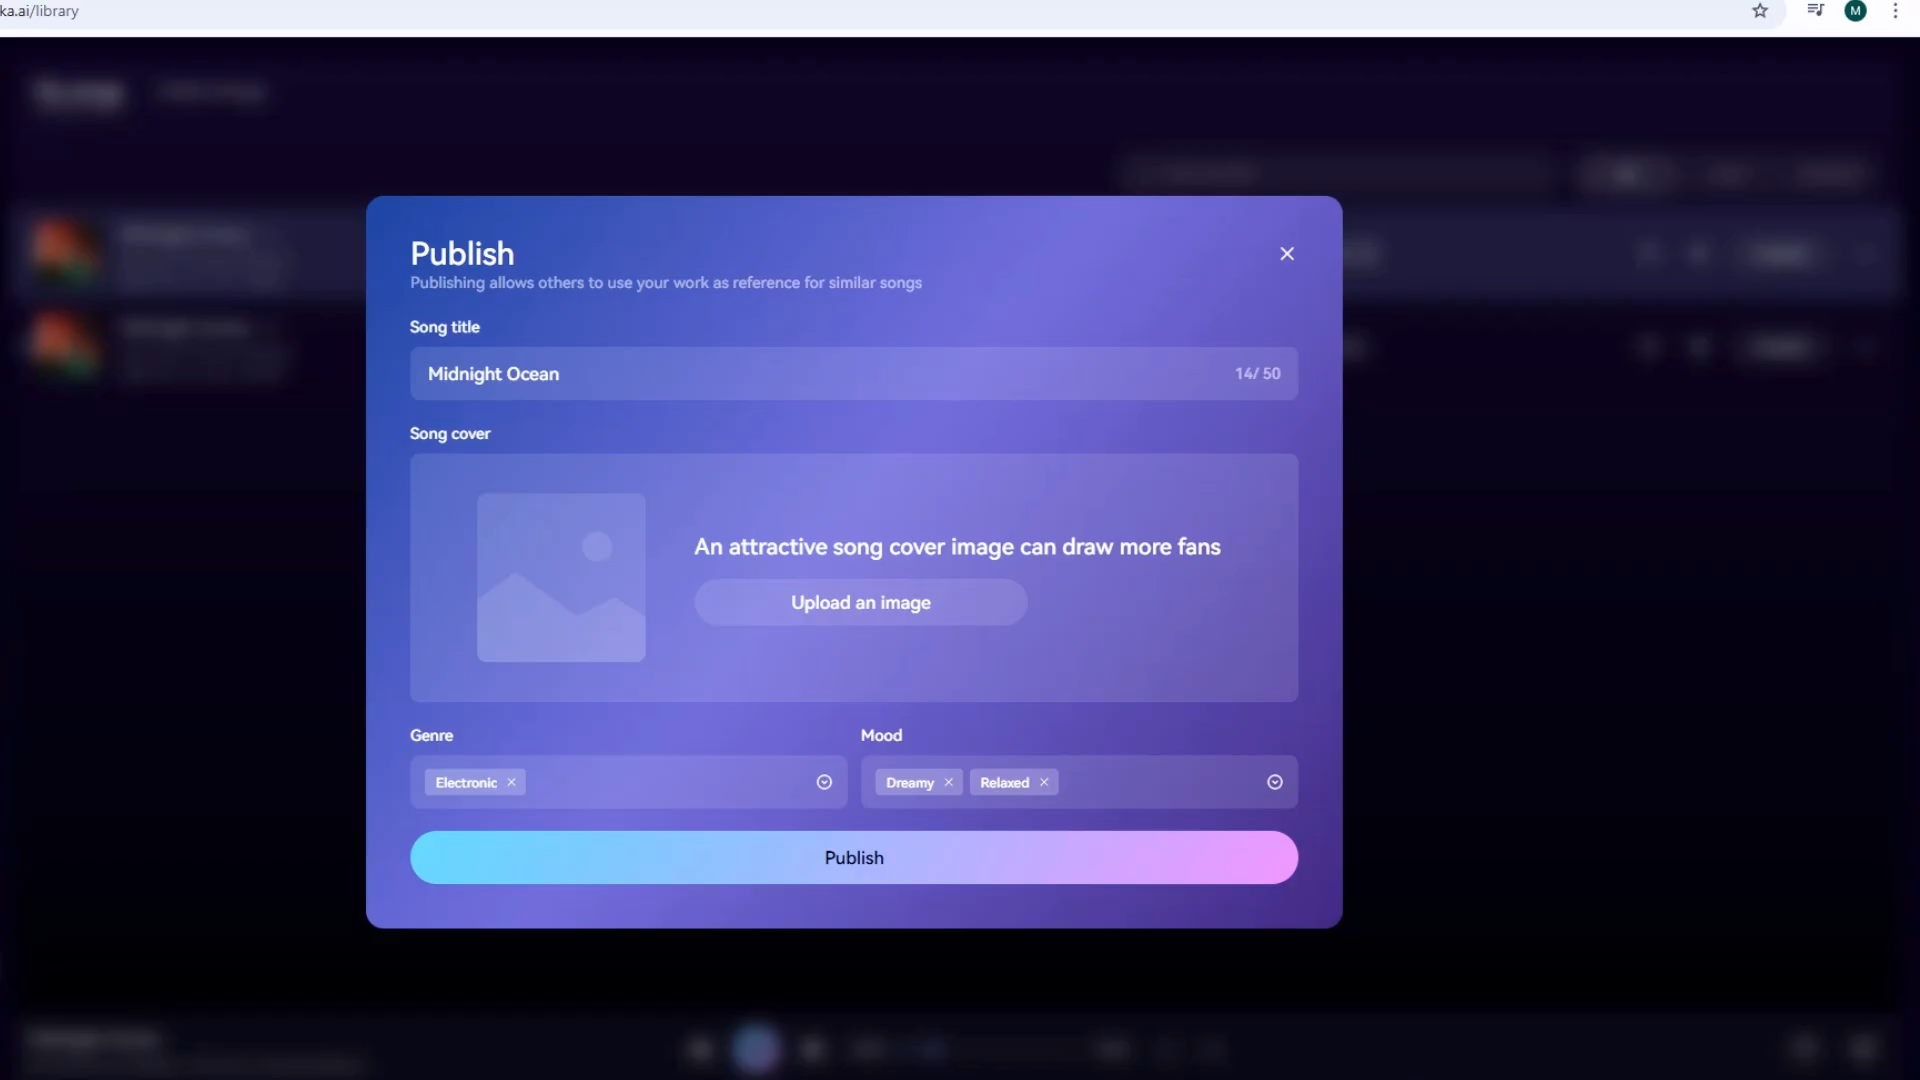 ka.ai/library
M
Publish
Publishing allows others to use your work as reference for similar songs
Song title
Midnight Ocean
14/ 50
Song cover
An attractive song cover image can draw more fans
Upload an image
Genre
Mood
Electronic
Dreamy
Relaxed
Publish